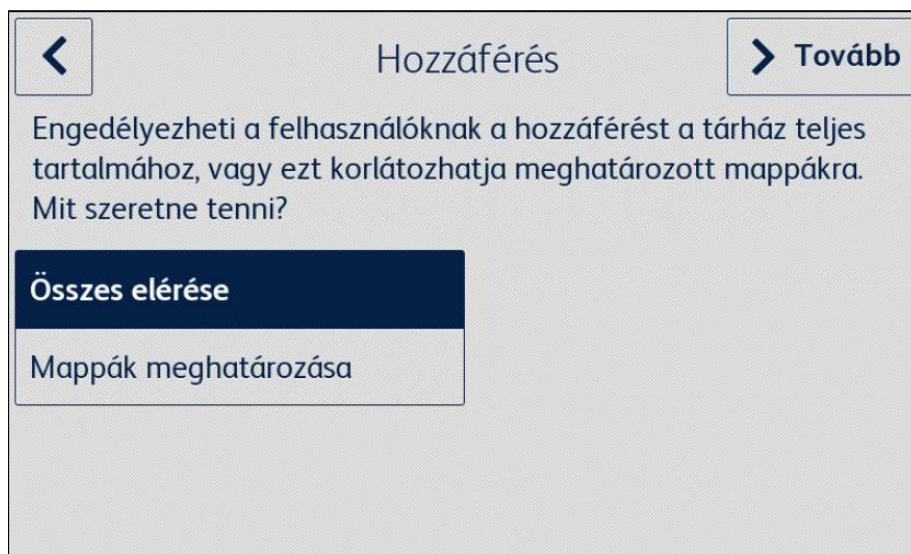 Hozzáférés
Tovább
Engedélyezheti a felhasználóknak a hozzáférést a tárház teljes
tartalmához, vagy ezt korlátozhatja meghatározott mappákra.
Mit szeretne tenni?
Összes elérése
Mappák meghatározása